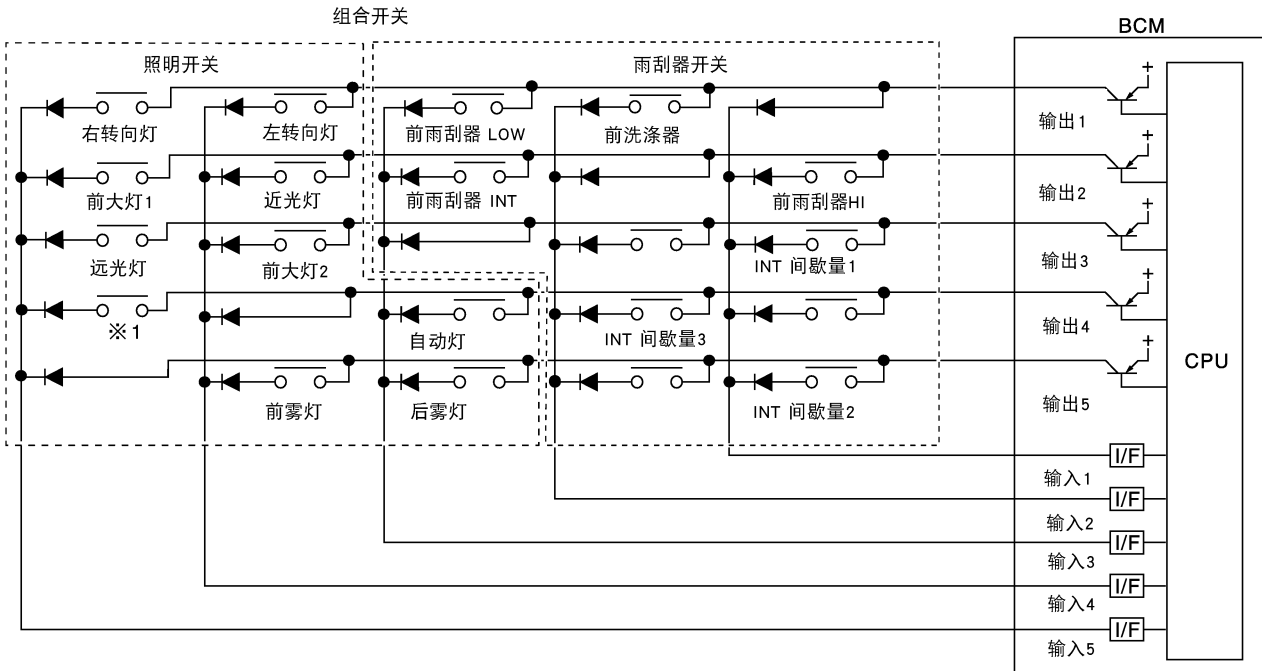 组合开关
BCM
照明开关
雨刮器开关
+
右转向灯
左转向灯
前雨刮器 LOW
前洗涤器
输出1
+
前大灯1
近光灯
前雨刮器 INT
前雨刮器HI
输出2
+
远光灯
前大灯2
INT 间歇量1
输出3
+
※1
自动灯
INT 间歇量3
输出4
+
CPU
前雾灯
后雾灯
INT 间歇量2
输出5
I/F
输入1
I/F
输入2
I/F
输入3
I/F
输入4
I/F
输入5